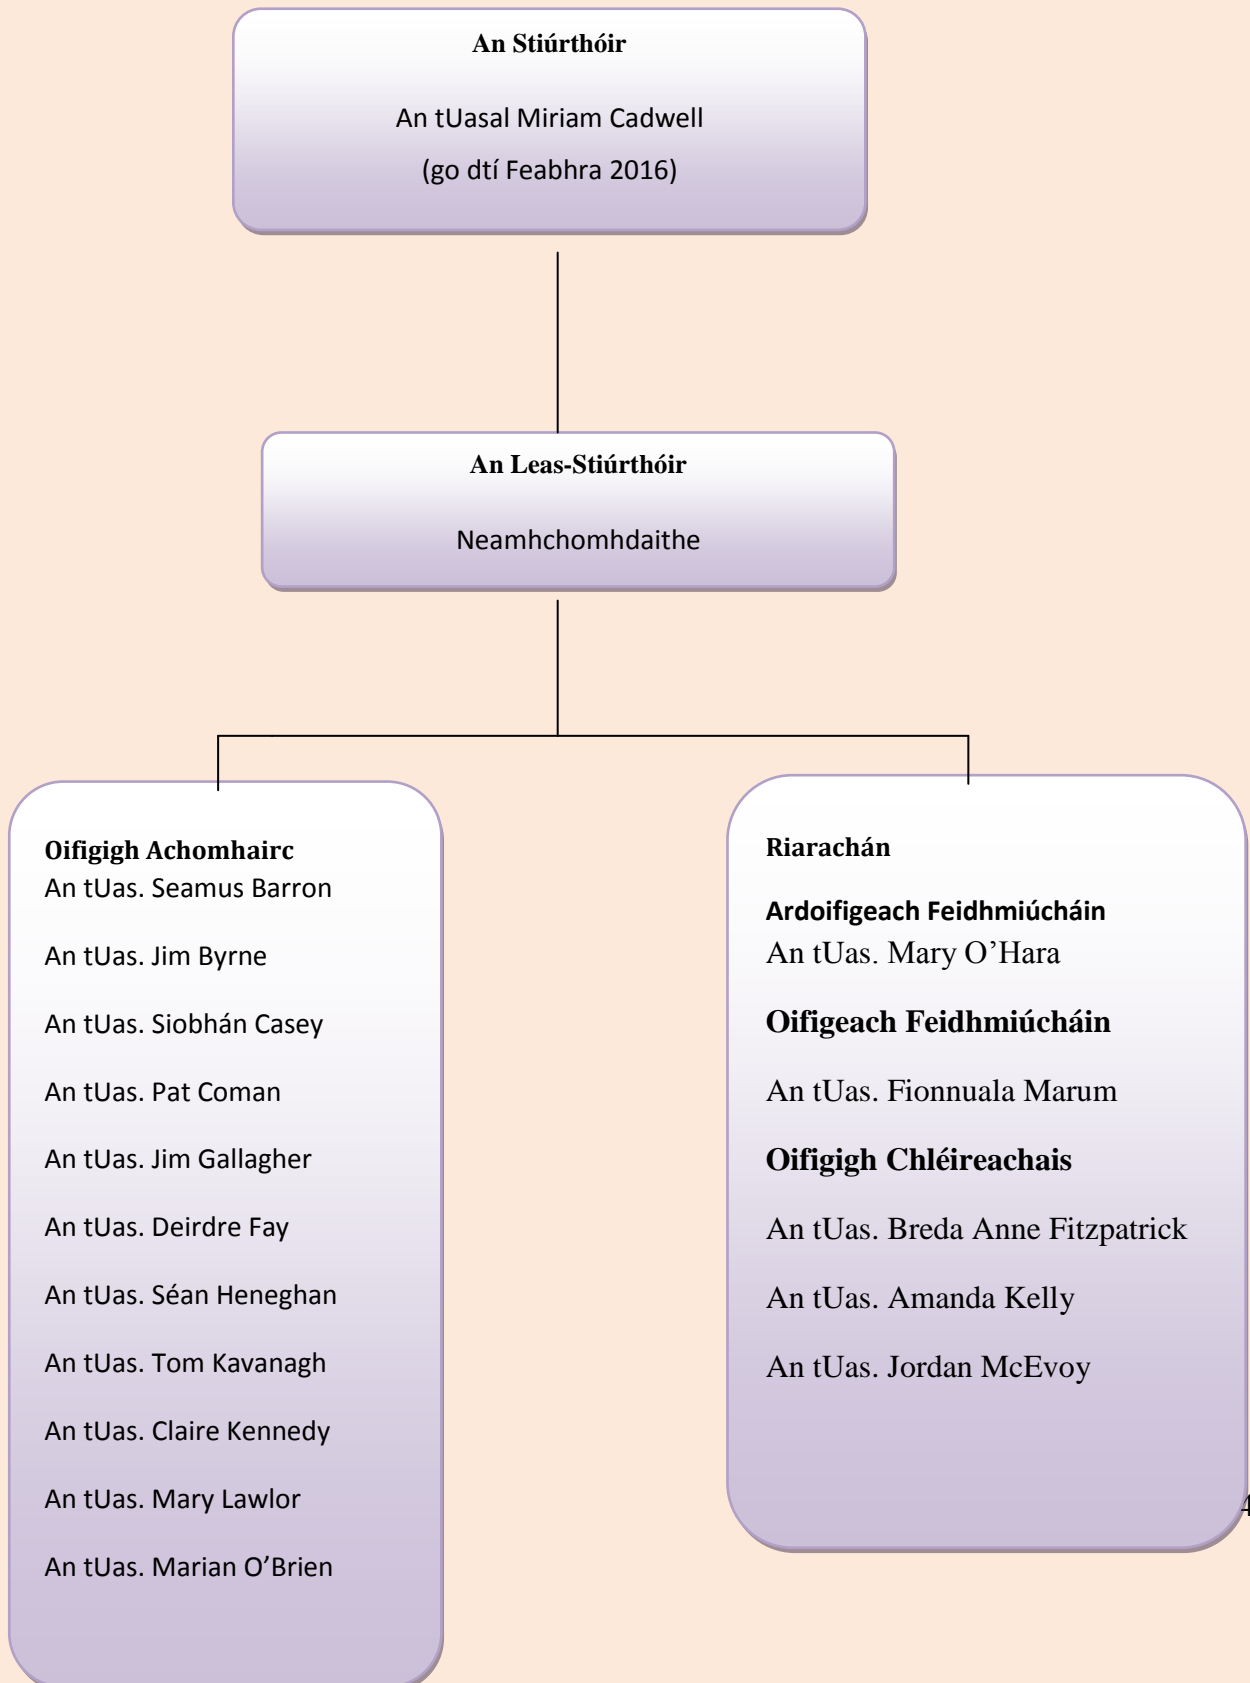 An Stiúrthóir
An tUasal Miriam Cadwell
(go dtí Feabhra 2016)
An Leas-Stiúrthóir
Neamhchomhdaithe
Oifigigh Achomhairc
An tUas. Seamus Barron
An tUas. Jim Byrne
An tUas. Siobhán Casey
An tUas. Pat Coman
An tUas. Jim Gallagher
An tUas. Deirdre Fay
An tUas. Séan Heneghan
An tUas. Tom Kavanagh
An tUas. Claire Kennedy
An tUas. Mary Lawlor
An tUas. Marian O’Brien
Riarachán
Ardoifigeach Feidhmiúcháin
An tUas. Mary O’Hara
Oifigeach Feidhmiúcháin
An tUas. Fionnuala Marum
Oifigigh Chléireachais
An tUas. Breda Anne Fitzpatrick
An tUas. Amanda Kelly
An tUas. Jordan McEvoy